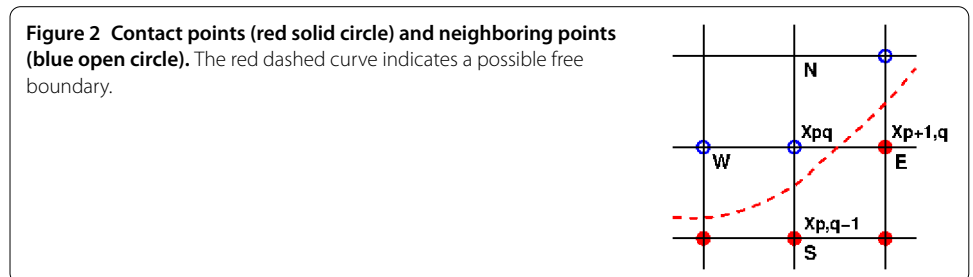 Figure 2 Contact points (red solid circle) and neighboring points
(blue open circle). The red dashed curve indicates a possible free
boundary.
N
Xpq
Xp+1,q
W
E
Xp,q−1
S